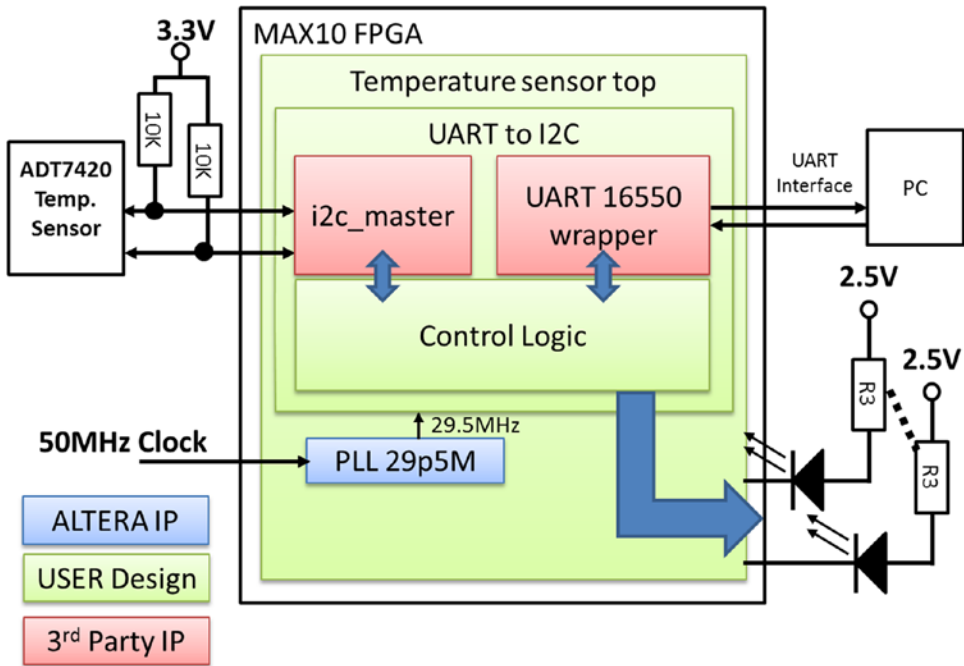 3.3V
MAX10 FPGA
Temperature sensor top
UART to I2C
10K
10K
ADT7420
Temp.
Sensor
i2c_master
UART 16550
wrapper
UART
Interface
PC
Control Logic
2.5V
2.5V
R3
R3
29.5MHz
50MHz Clock
PLL 29p5M
ALTERA IP
USER Design
3rd Party IP